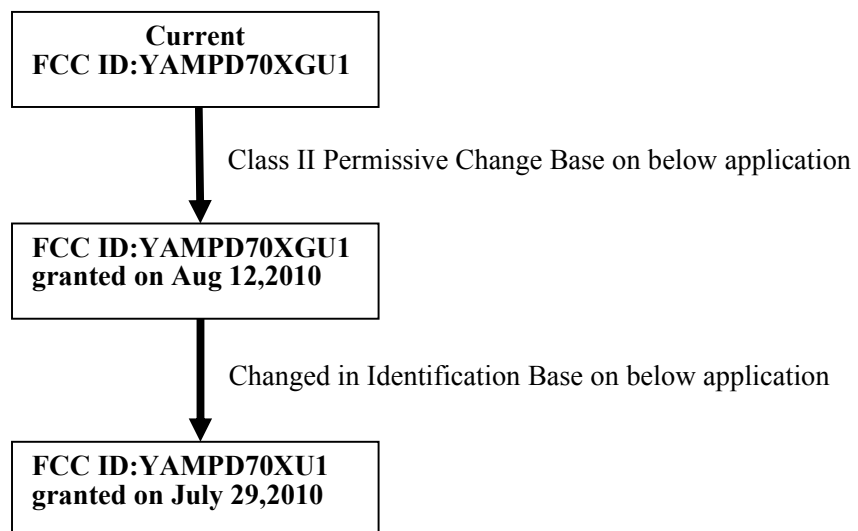 Current
FCC ID:YAMPD70XGU1
Class II Permissive Change Base on below application
FCC ID:YAMPD70XGU1
granted on Aug 12,2010
Changed in Identification Base on below application
FCC ID:YAMPD70XU1
granted on July 29,2010